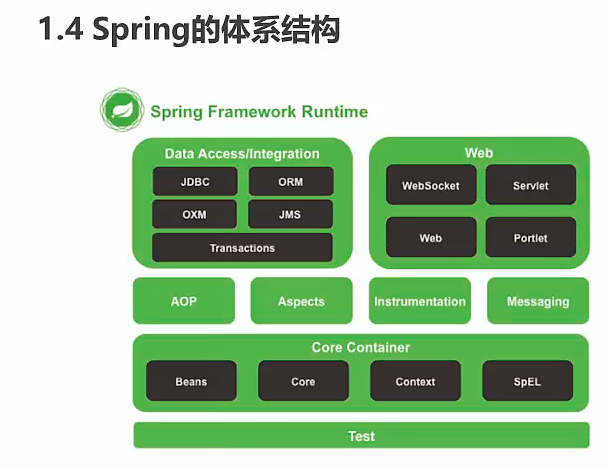 1.4 Spring的体系结构
Spring Framework Runtime
Data Access/Integration
JDBC ORM
OXM JMS
Transactions
Web
WebSocket Servlet
Web Portlet
AOP Aspects Instrumentation Messaging
Core Container
Beans Core Context SpEL
Test